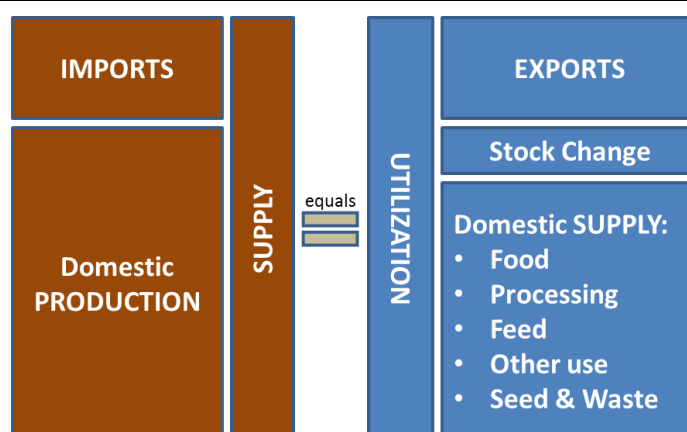 IMPORTS
Domestic
PRODUCTION
SUPPLY
equals
UTILIZATION
EXPORTS
Stock Change
Domestic SUPPLY:
• Food
• Processing
• Feed
• Other use
• Seed & Waste